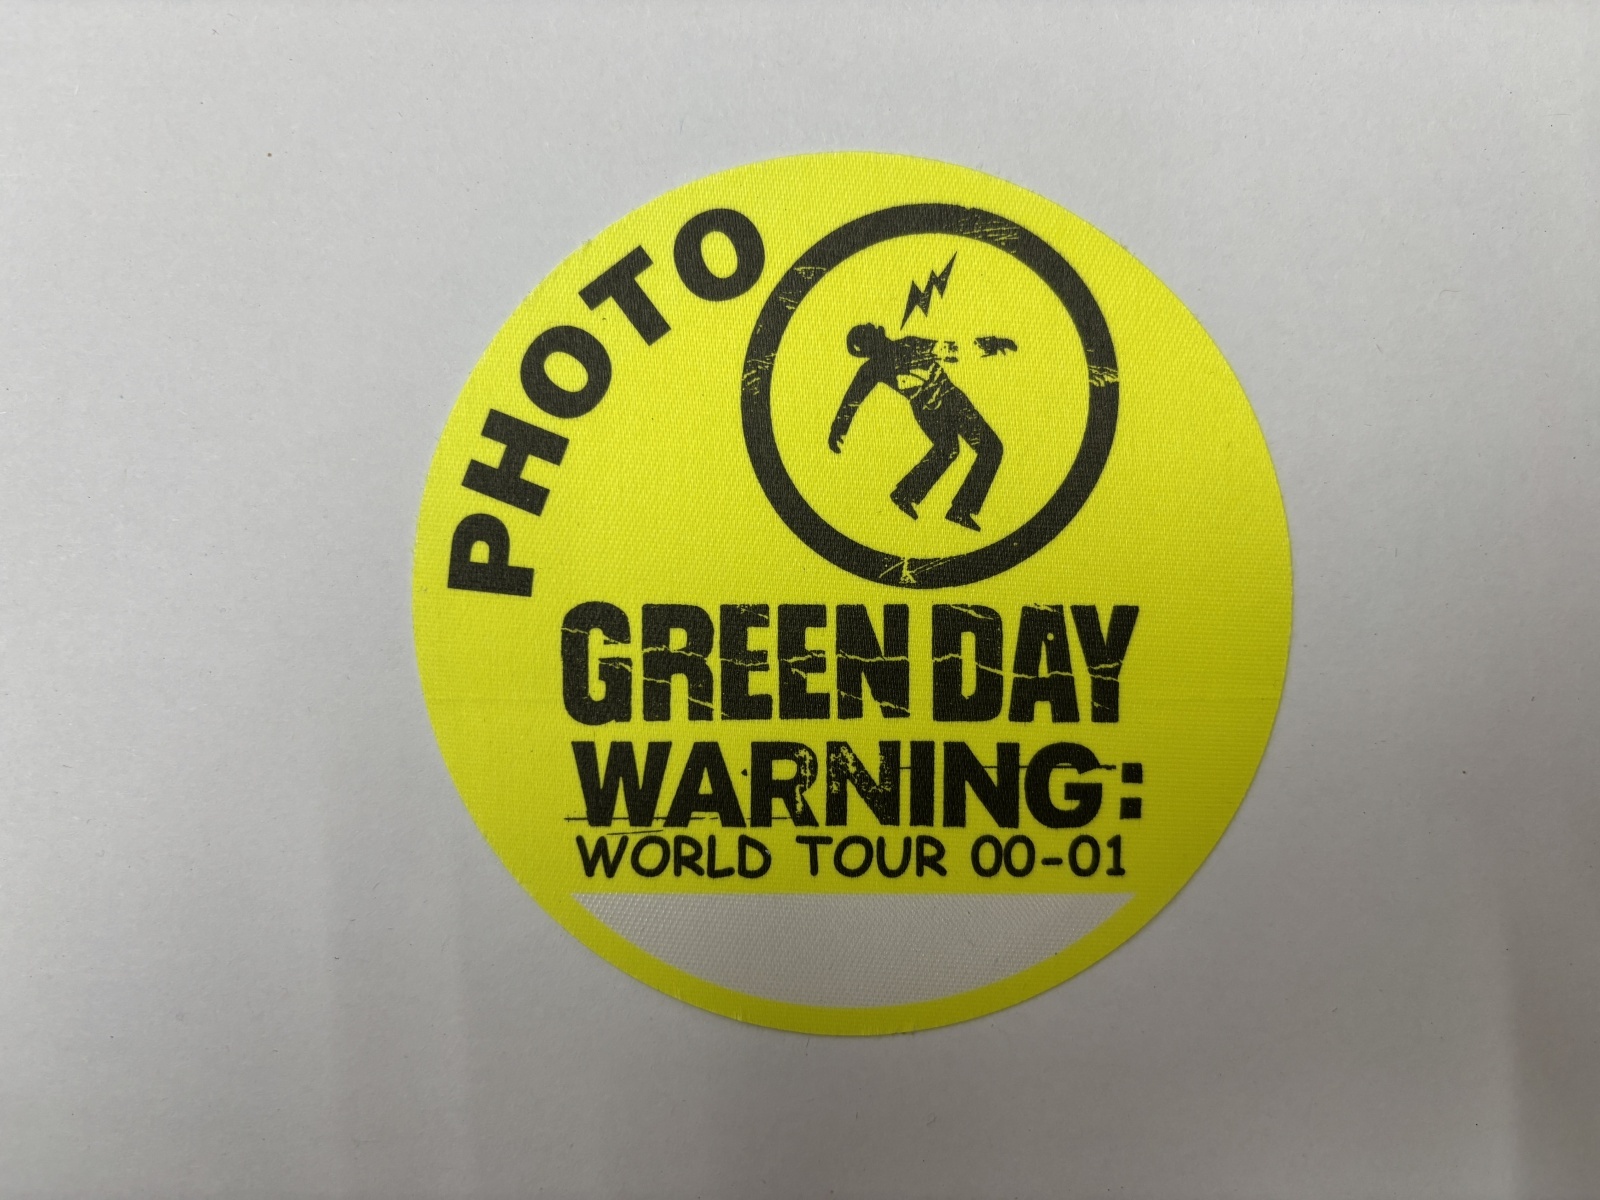 PHOTO
GREEN DAY
WARNING:
WORLD TOUR 00-01